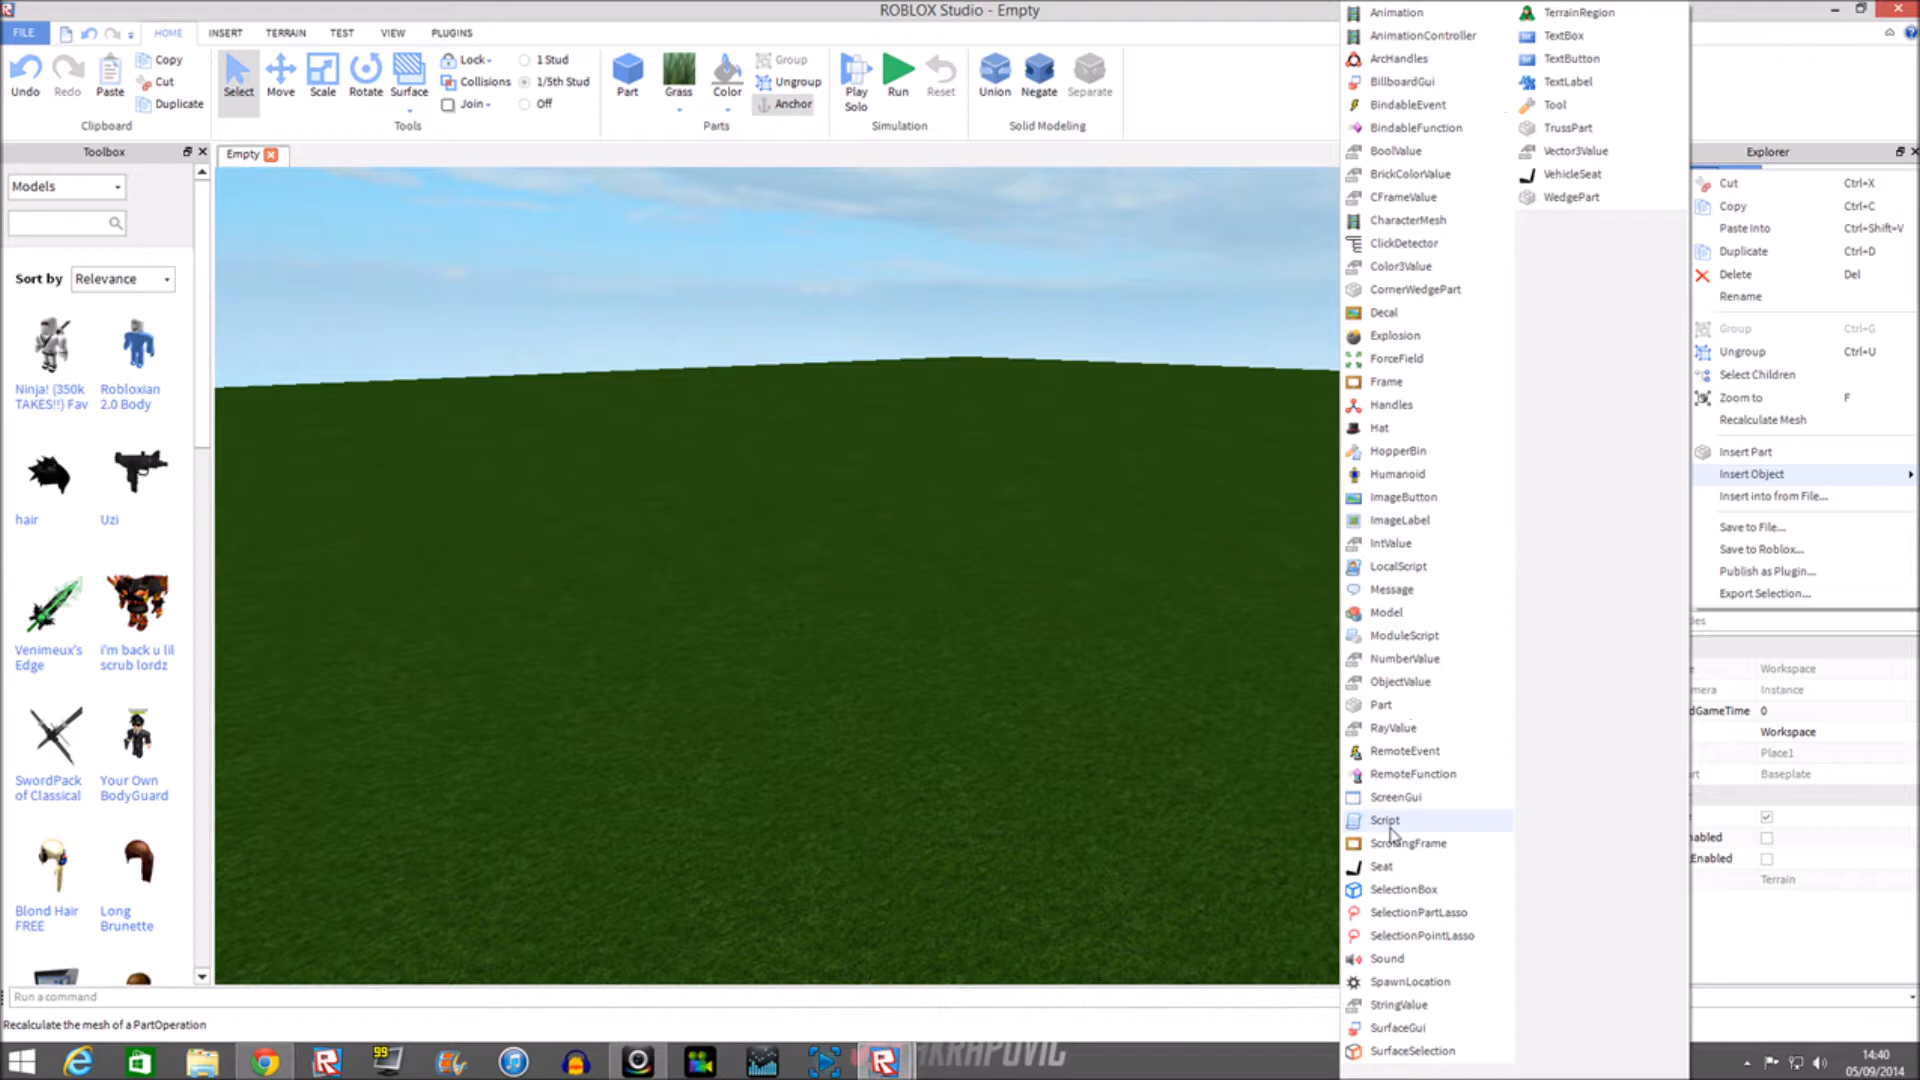 ROBLOX Studio - Empty
FILE
HOME
INSERT
TERRAIN
TEST
VIEW
PLUGINS
Undo
Redo
Paste
Copy
Cut
Duplicate
Clipboard
Select
Move
Scale
Rotate
Surface
Lock
Collisions
Join
1 Stud
1/5th Stud
Off
Tools
Part
Grass
Color
Group
Ungroup
Anchor
Parts
Play Solo
Run
Reset
Simulation
Union
Negate
Separate
Solid Modeling
Toolbox
Empty
Models
Sort by
Relevance
Ninja! (350k
TAKES!!) Fav
Robloxian
2.0 Body
hair
Uzi
Venimeux's
Edge
i'm back u lil
scrub lordz
SwordPack
of Classical
Your Own
BodyGuard
Blond Hair
FREE
Long
Brunette
Animation
AnimationController
ArcHandles
BillboardGui
BindableEvent
BindableFunction
BoolValue
BrickColorValue
CFrameValue
CharacterMesh
ClickDetector
Color3Value
CornerWedgePart
Decal
Explosion
ForceField
Frame
Handles
Hat
HopperBin
Humanoid
ImageButton
ImageLabel
IntValue
LocalScript
Message
Model
ModuleScript
NumberValue
ObjectValue
Part
RayValue
RemoteEvent
RemoteFunction
ScreenGui
Script
ScrollingFrame
Seat
SelectionBox
SelectionPartLasso
SelectionPointLasso
Sound
SpawnLocation
StringValue
SurfaceGui
SurfaceSelection
TerrainRegion
TextBox
TextButton
TextLabel
Tool
TrussPart
Vector3Value
VehicleSeat
WedgePart
Explorer
Cut Ctrl+X
Copy Ctrl+C
Paste Into Ctrl+Shift+V
Duplicate Ctrl+D
Delete Del
Rename
Group Ctrl+G
Ungroup Ctrl+U
Select Children
Zoom to F
Recalculate Mesh
Insert Part
Insert Object
Insert into from File...
Save to File...
Save to Roblox...
Publish as Plugin...
Export Selection...
ies
Workspace
mera Instance
dGameTime 0
Workspace
Place1
rt Baseplate
nabled
Enabled
Terrain
Run a command
Recalculate the mesh of a PartOperation
99
AKRAPOVIC
14:40
05/09/2014